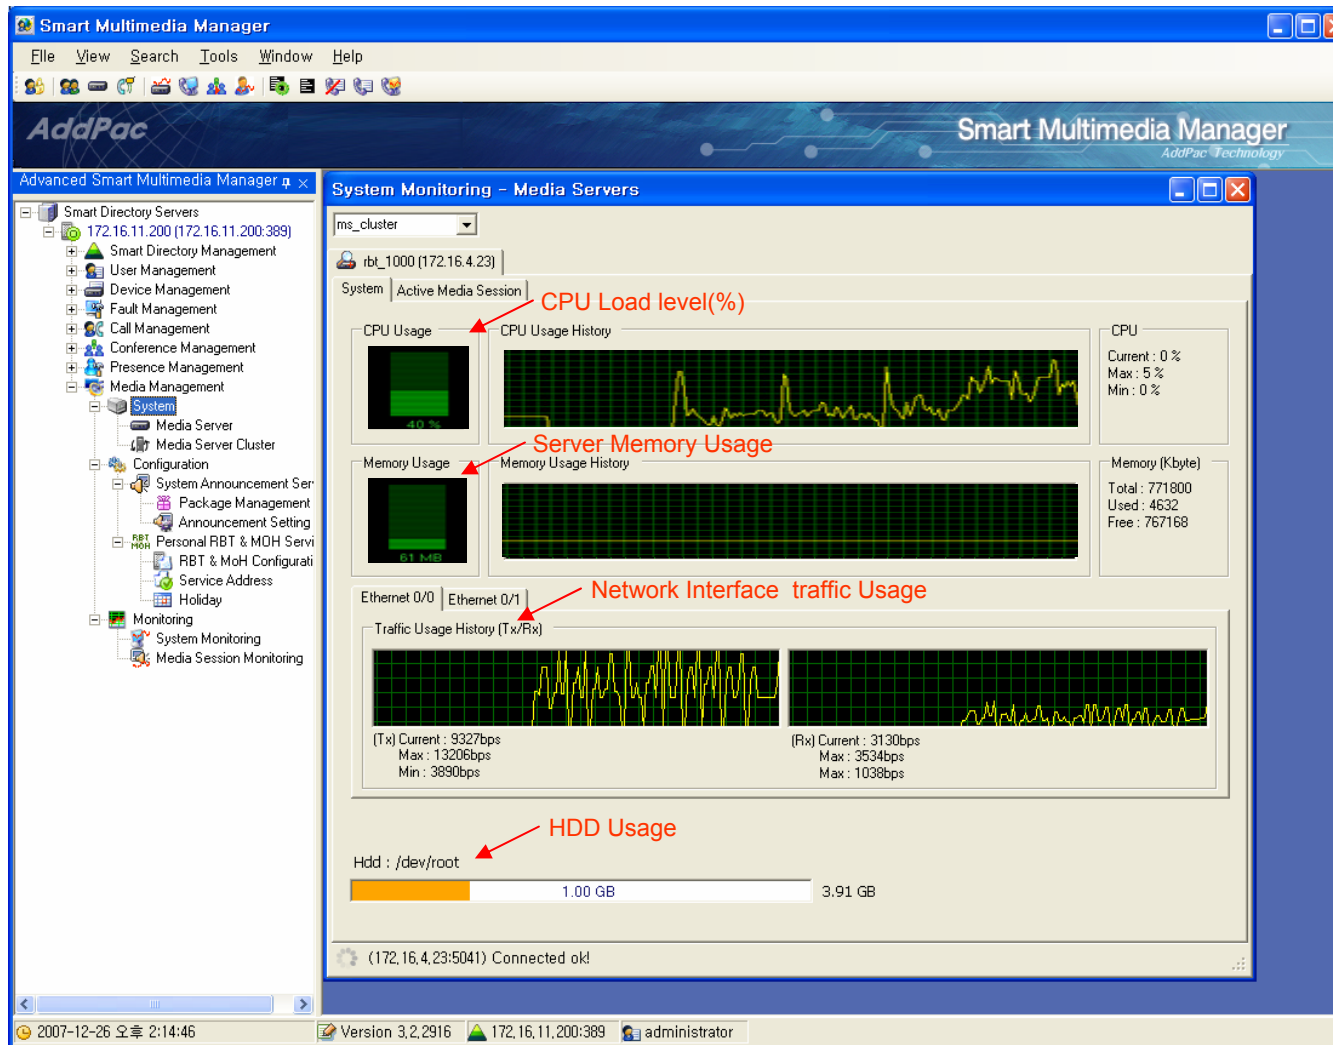 Smart Multimedia Manager
FIle View Search Tools Window Help
AddPac
Smart Multimedia Manager
AddPac Technology
Advanced Smart Multimedia Manager
Smart Directory Servers
172.16.11.200 (172.16.11.200:389)
Smart Directory Management
User Management
Device Management
Fault Management
Call Management
Conference Management
Presence Management
Media Management
System
Media Server
Media Server Cluster
Configuration
System Announcement Ser
Package Management
Announcement Setting
RBT MOH Personal RBT & MOH Servi
RBT & MoH Configurati
Service Address
Holiday
Monitoring
System Monitoring
Media Session Monitoring
System Monitoring - Media Servers
ms_cluster
rbt_1000 (172.16.4.23)
System Active Media Session
CPU Load level(%)
CPU Usage
40 %
CPU Usage History
CPU
Current : 0 %
Max : 5 %
Min : 0 %
Server Memory Usage
Memory Usage
61 MB
Memory Usage History
Memory (Kbyte)
Total : 771800
Used : 4632
Free : 767168
Ethernet 0/0 Ethernet 0/1
Network Interface traffic Usage
Traffic Usage History (Tx/Rx)
(Tx) Current : 9327bps
Max : 13206bps
Min : 3890bps
(Rx) Current : 3130bps
Max : 3534bps
Max : 1038bps
HDD Usage
Hdd : /dev/root
1.00 GB
3.91 GB
(172,16,4,23:5041) Connected ok!
2007-12-26 오후 2:14:46
Version 3,2,2916
172,16,11,200:389
administrator